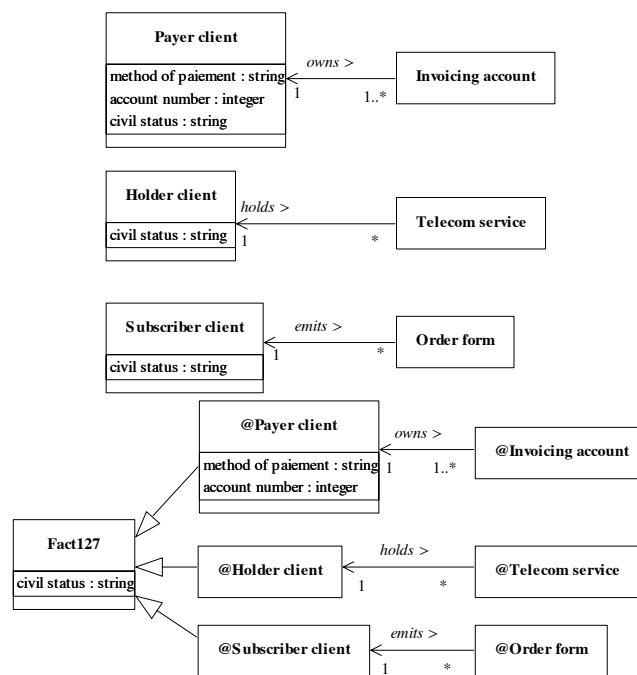 Payer client
method of paiement : string
account number : integer
civil status : string
owns >
1
1..*
Invoicing account
Holder client
civil status : string
holds >
1
*
Telecom service
Subscriber client
civil status : string
emits >
1
*
Order form
@Payer client
method of paiement : string
account number : integer
owns >
1
1..*
@Invoicing account
Fact127
civil status : string
@Holder client
holds >
1
*
@Telecom service
@Subscriber client
emits >
1
*
@Order form